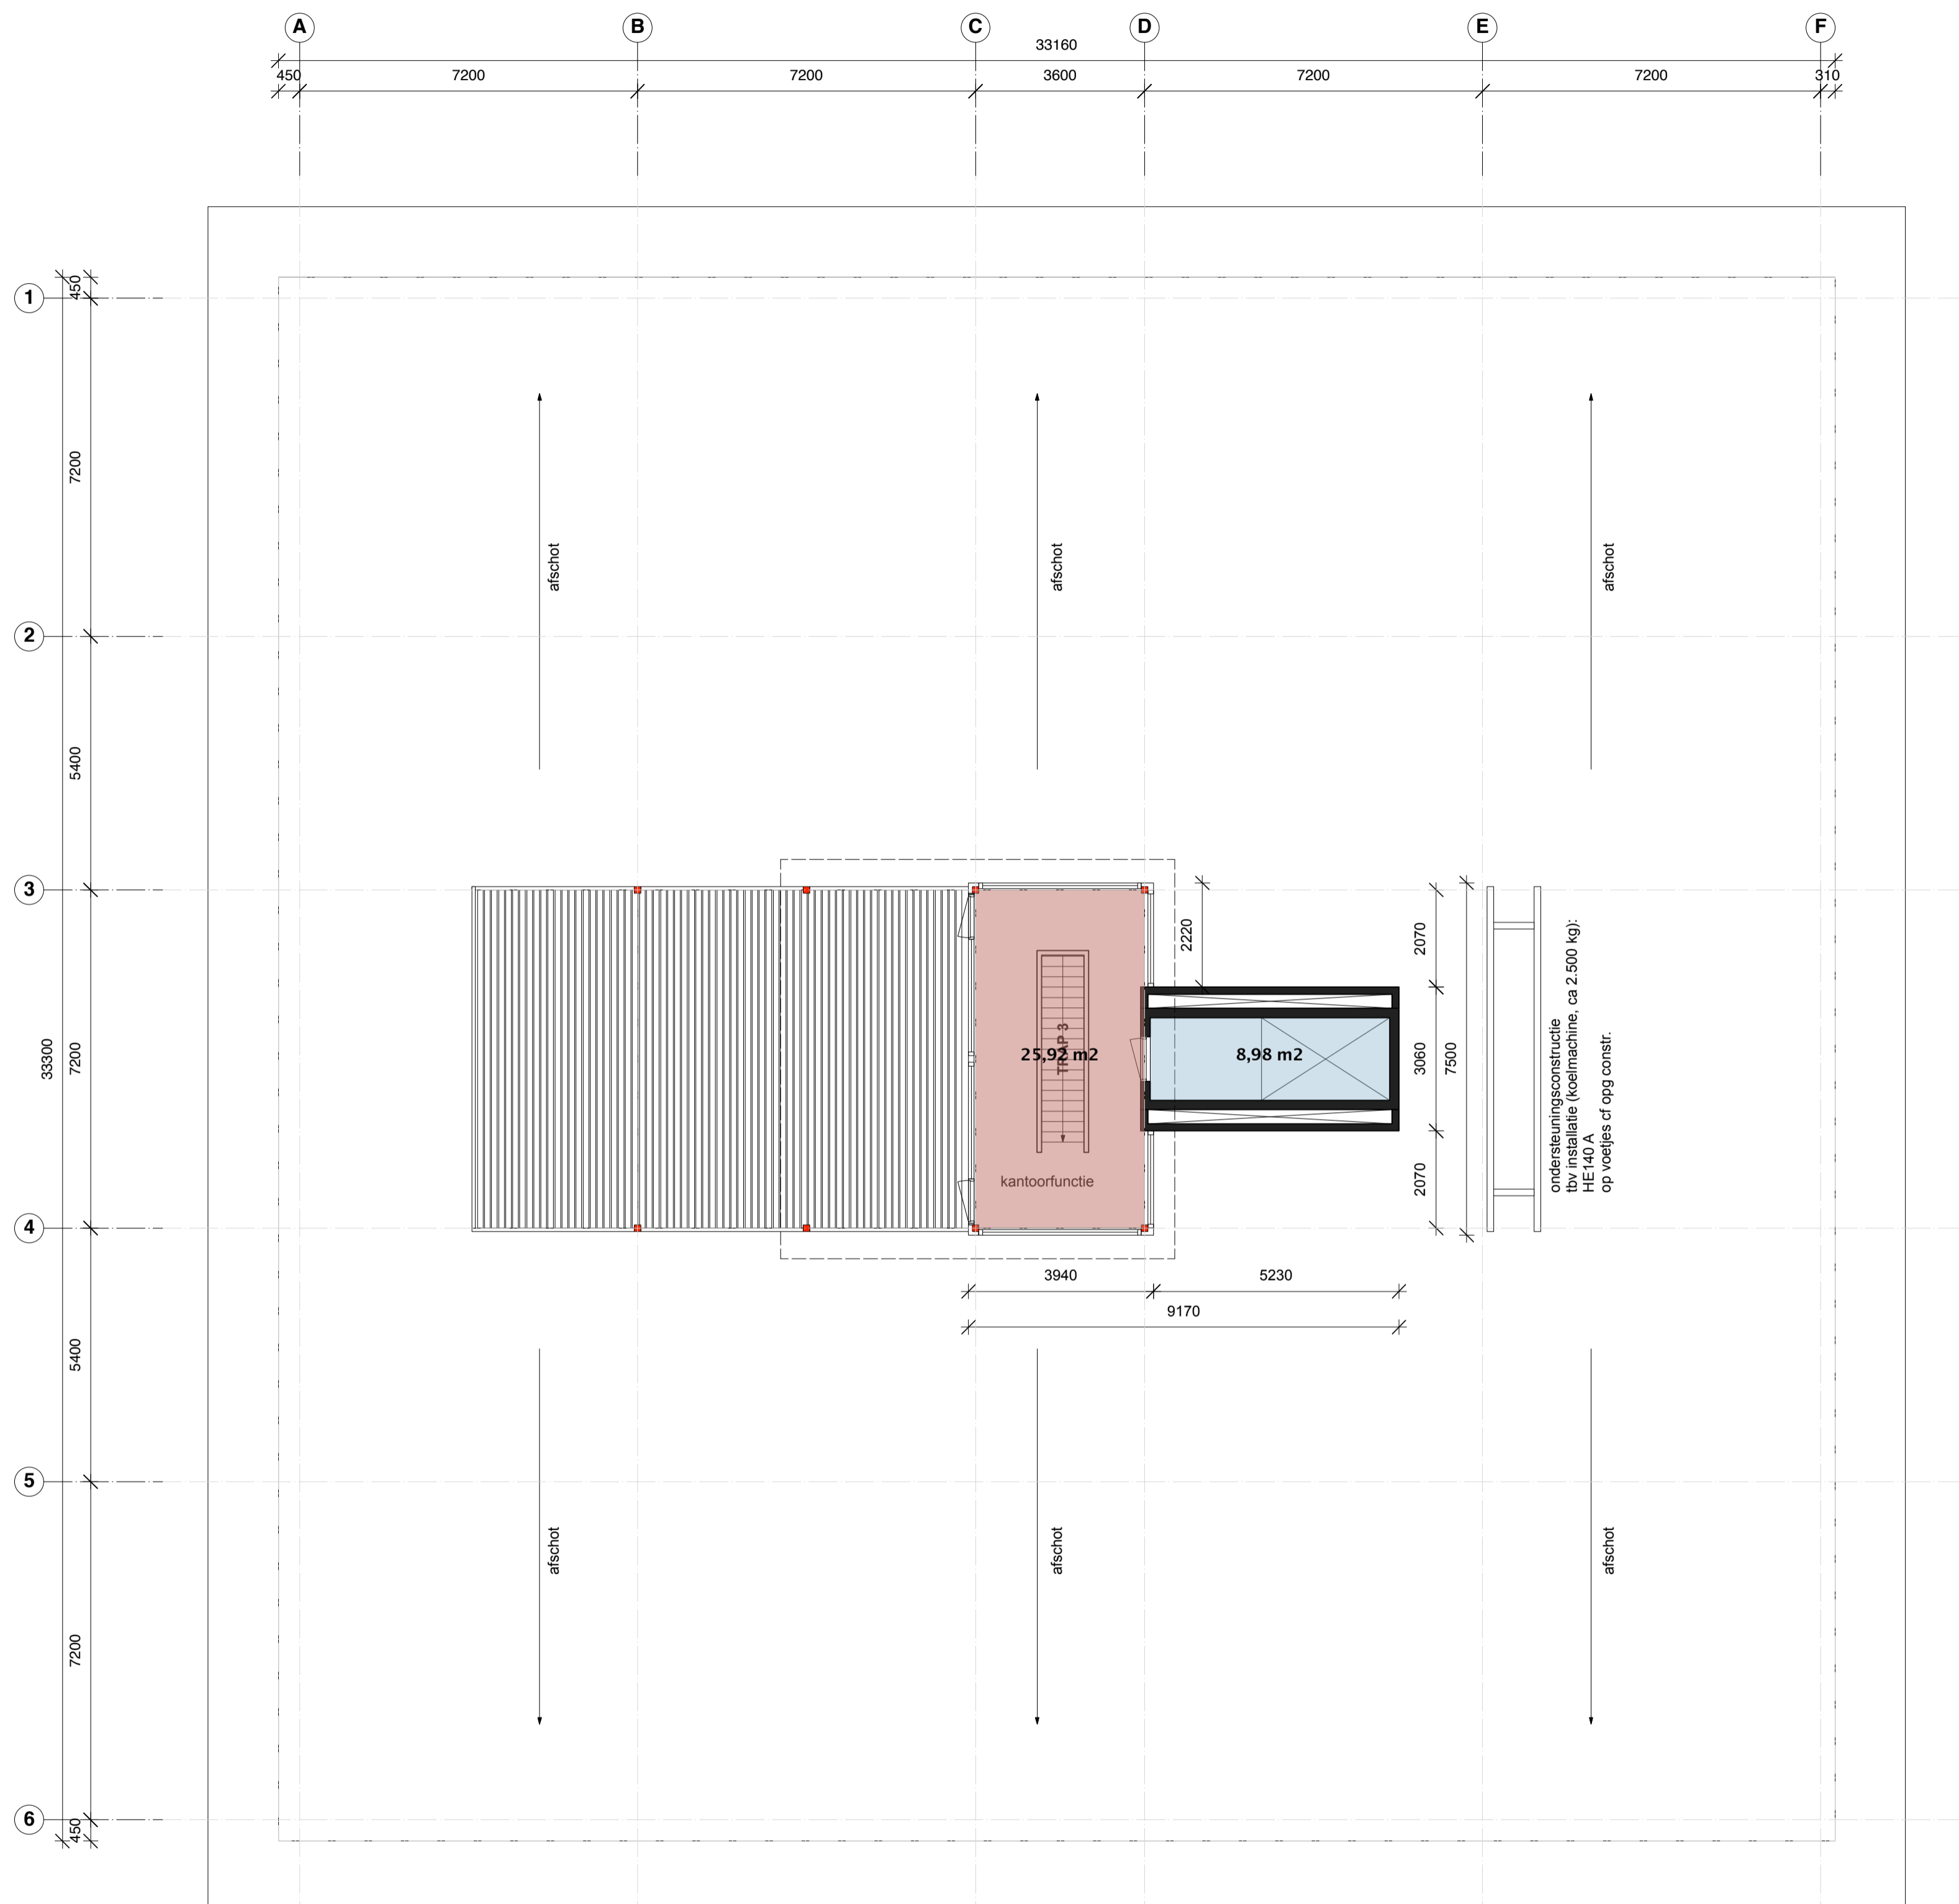 A B C D E F
33160
450 7200 7200 3600 7200 7200 310
1
450
7200
afschot
afschot
afschot
2
5400
3
2220
2070
33300
7200
TRAP 3
25,92 m2
8,98 m2
3060
7500
ondersteuningsconstructie
tbv installatie (koelmachine, ca 2.500 kg):
HE140 A
op voetjes cf opg constr.
kantoorfunctie
2070
4
3940
5230
9170
5400
5
afschot
afschot
afschot
7200
6
450